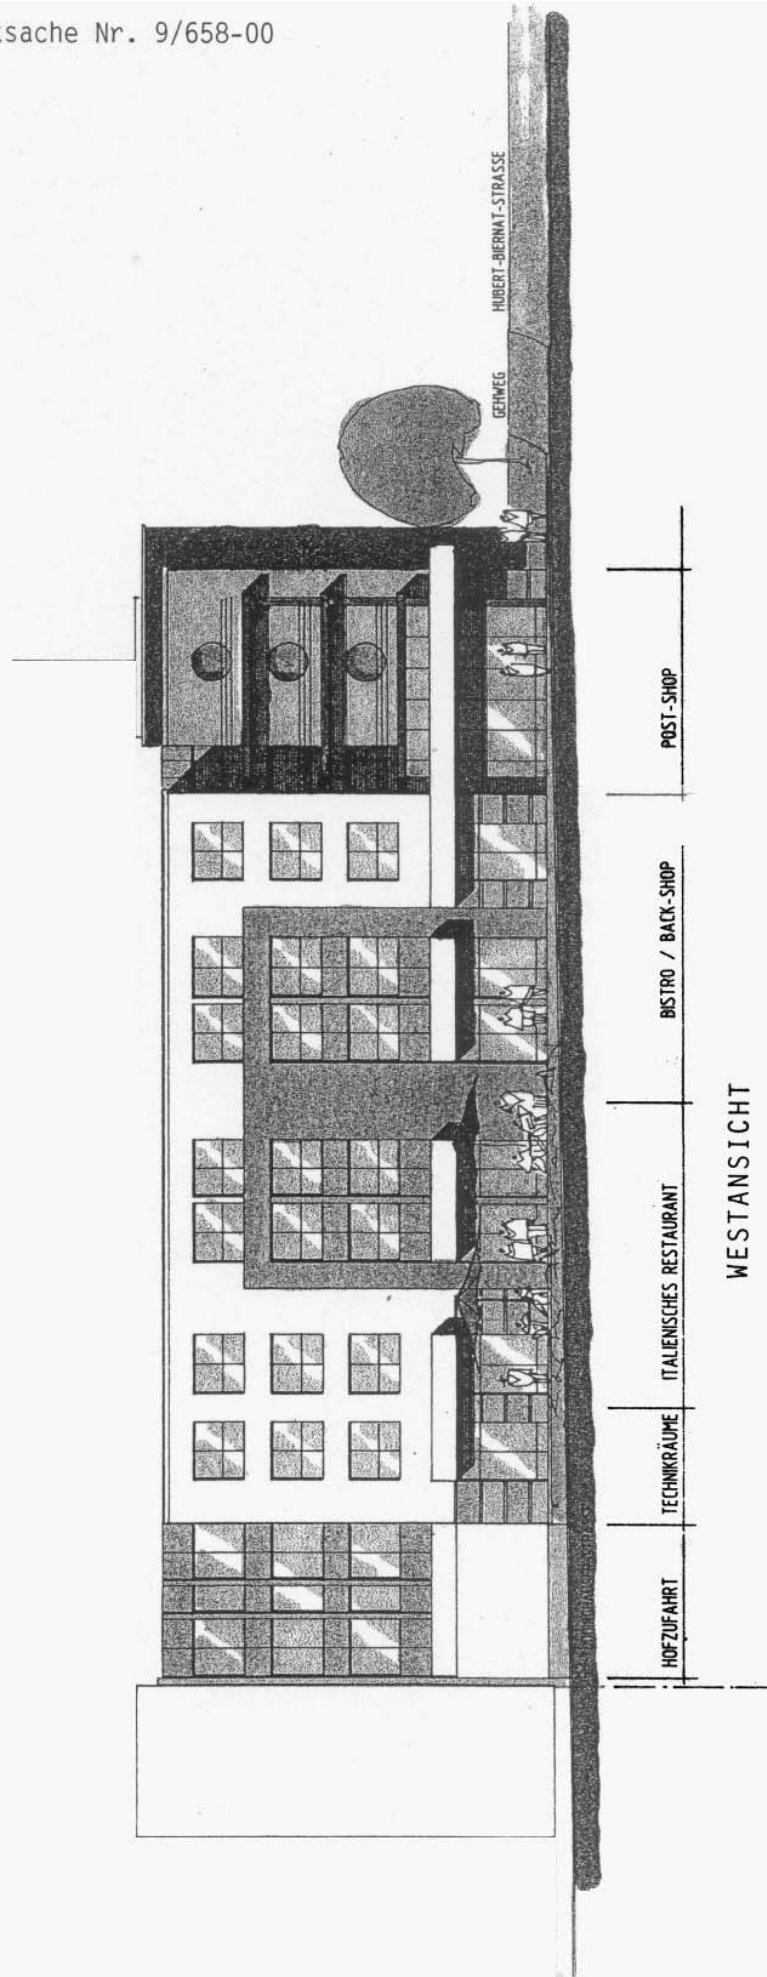 sache Nr. 9/658-00
GEHWEG HUBERT-BIERNAT-STRASSE
HOFZUFAHRT TECHNIKRÄUME ITALIENISCHES RESTAURANT BISTRO / BACK-SHOP POST-SHOP
WESTANSICHT